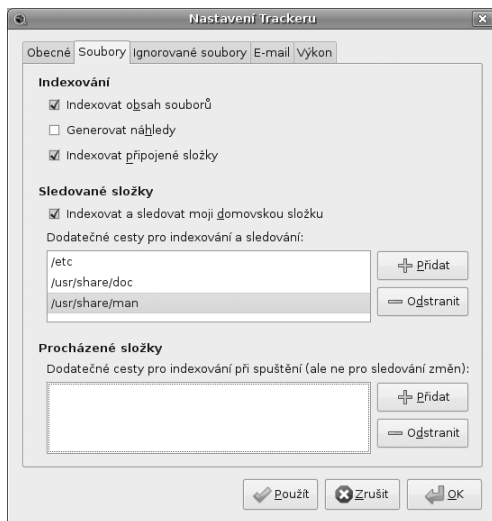 Nastavení Trackeru
Obecné Soubory Ignorované soubory E-mail Výkon
Indexování
Indexovat obsah souborů
Generovat náhledy
Indexovat připojené složky
Sledované složky
Indexovat a sledovat moji domovskou složku
Dodatečné cesty pro indexování a sledování:
/etc
/usr/share/doc
/usr/share/man
Přidat
Odstranit
Procházené složky
Dodatečné cesty pro indexování při spuštění (ale ne pro sledování změn):
Přidat
Odstranit
Použít Zrušit OK